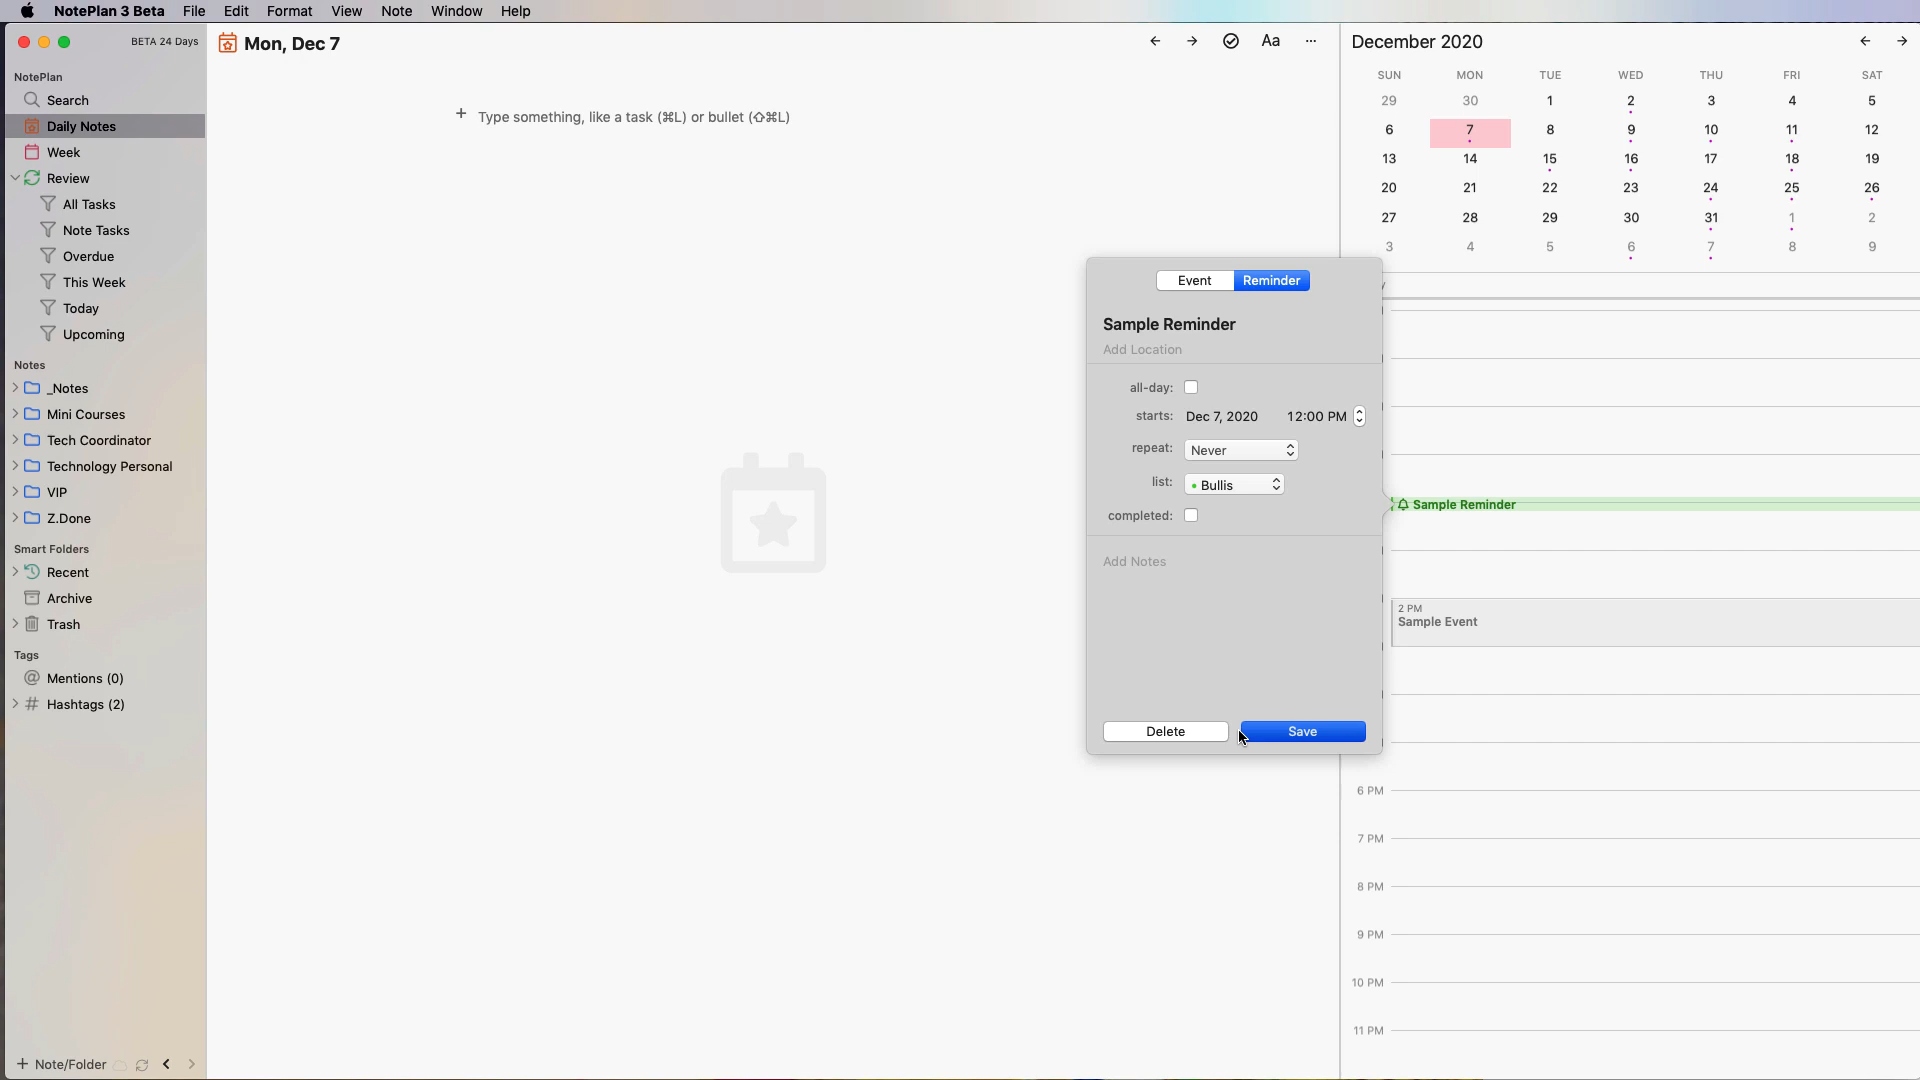 NotePlan 3 Beta File Edit Format View Note Window Help
BETA 24 Days
NotePlan
Search
Daily Notes
Week
Review
All Tasks
Note Tasks
Overdue
This Week
Today
Upcoming
Notes
_Notes
Mini Courses
Tech Coordinator
Technology Personal
VIP
Z.Done
Smart Folders
Recent
Archive
Trash
Tags
@ Mentions (0)
# Hashtags (2)
+ Note/Folder
Mon, Dec 7
Aa
+ Type something, like a task (⌘L) or bullet (⇧⌘L)
Event Reminder
Sample Reminder
Add Location
all-day:
starts: Dec 7, 2020 12:00 PM
repeat: Never
list: Bullis
completed:
Add Notes
Delete Save
December 2020
SUN MON TUE WED THU FRI SAT
29 30 1 2 3 4 5
6 7 8 9 10 11 12
13 14 15 16 17 18 19
20 21 22 23 24 25 26
27 28 29 30 31 1 2
3 4 5 6 7 8 9
Sample Reminder
2 PM
Sample Event
6 PM
7 PM
8 PM
9 PM
10 PM
11 PM